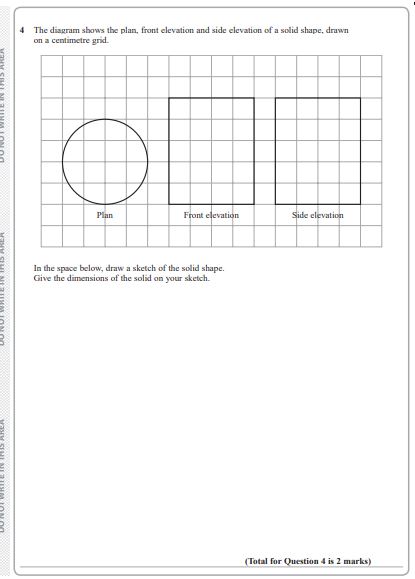 4 The diagram shows the plan, front elevation and side elevation of a solid shape, drawn
on a centimetre grid.
Plan
Front elevation
Side elevation
In the space below, draw a sketch of the solid shape.
Give the dimensions of the solid on your sketch.
(Total for Question 4 is 2 marks)
DO NOT WRITE IN THIS AREA
DO NOT WRITE IN THIS AREA
DO NOT WRITE IN THIS AREA